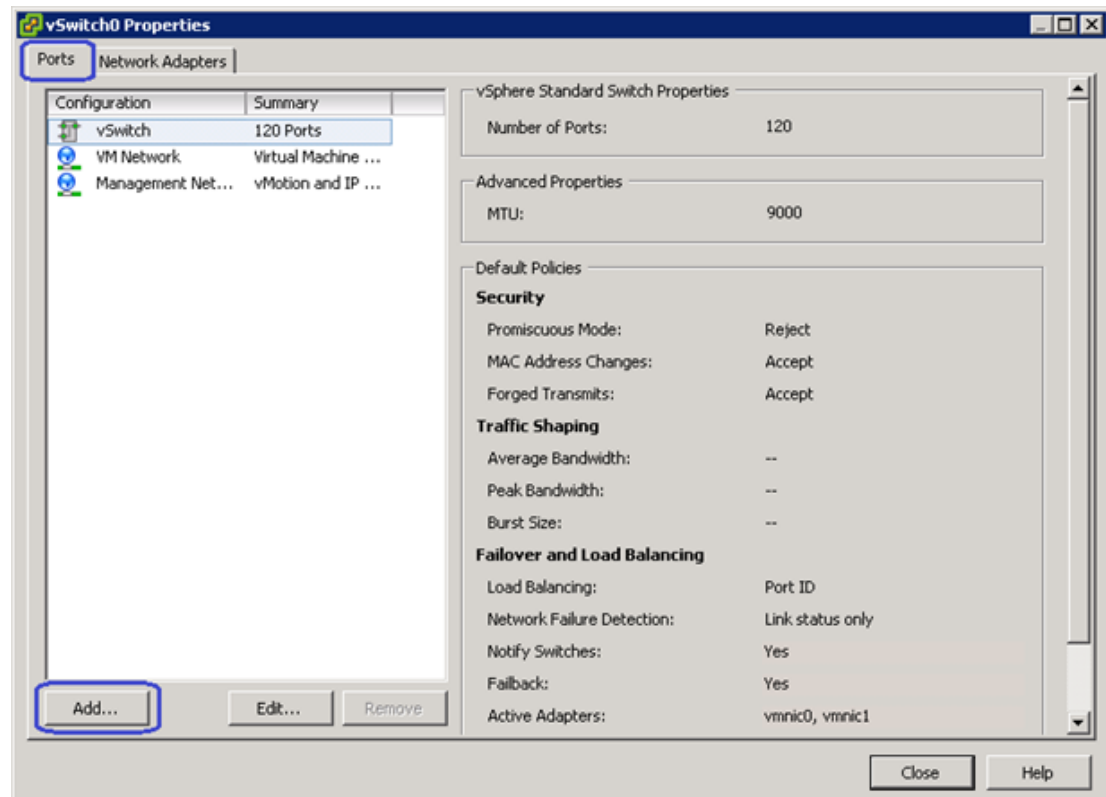 vSwitch0 Properties
Ports Network Adapters
Configuration Summary
vSwitch 120 Ports
VM Network Virtual Machine ...
Management Net... vMotion and IP ...
Add... Edit... Remove
vSphere Standard Switch Properties
Number of Ports: 120
Advanced Properties
MTU: 9000
Default Policies
Security
Promiscuous Mode: Reject
MAC Address Changes: Accept
Forged Transmits: Accept
Traffic Shaping
Average Bandwidth: --
Peak Bandwidth: --
Burst Size: --
Failover and Load Balancing
Load Balancing: Port ID
Network Failure Detection: Link status only
Notify Switches: Yes
Failback: Yes
Active Adapters: vmnic0, vmnic1
Close Help